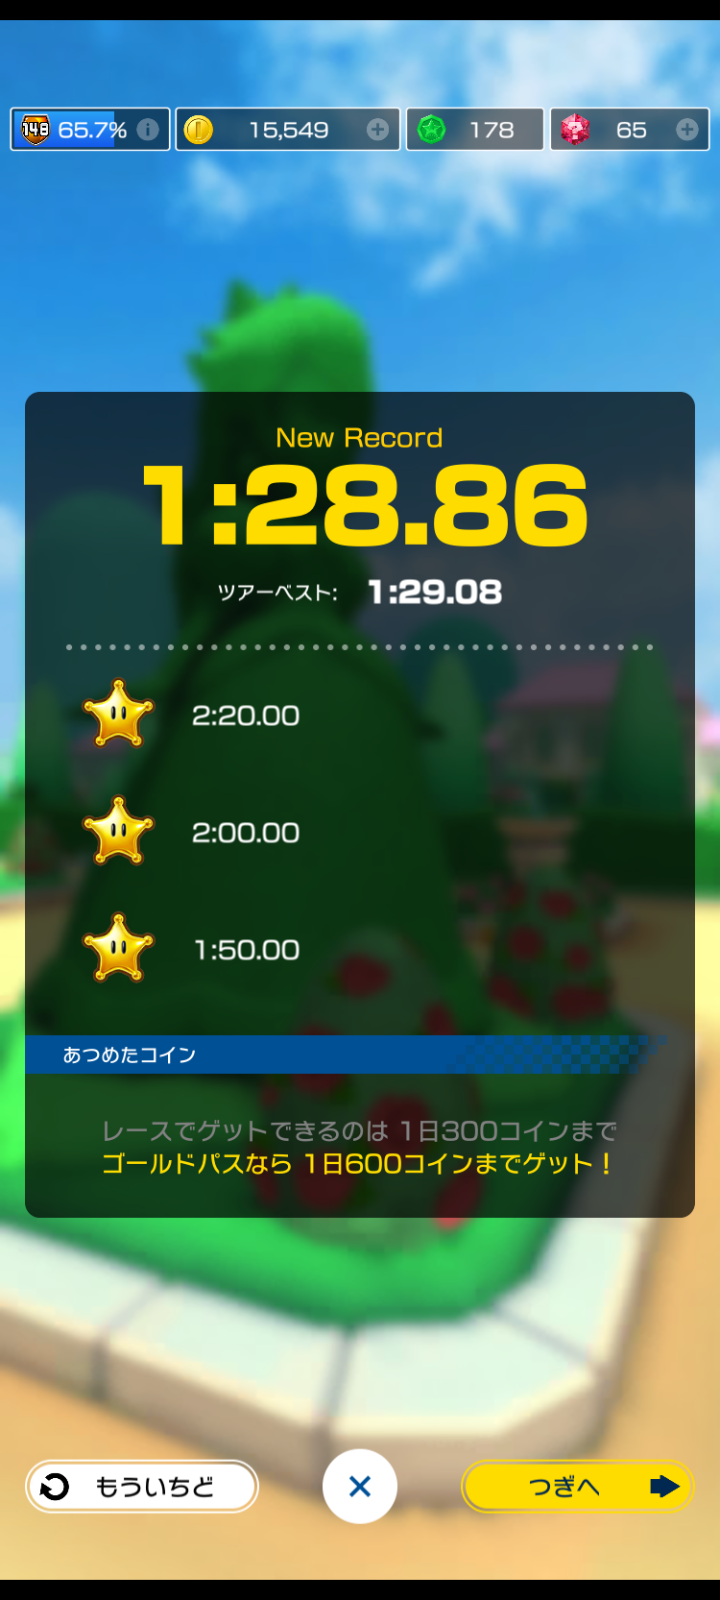 148 65.7% i 15,549 178 ? 65
New Record
1:28.86
ツアーベスト: 1:29.08
2:20.00
2:00.00
1:50.00
あつめたコイン
レースでゲットできるのは 1日300コインまで
ゴールドパスなら 1日600コインまでゲット！
もういちど × つぎへ